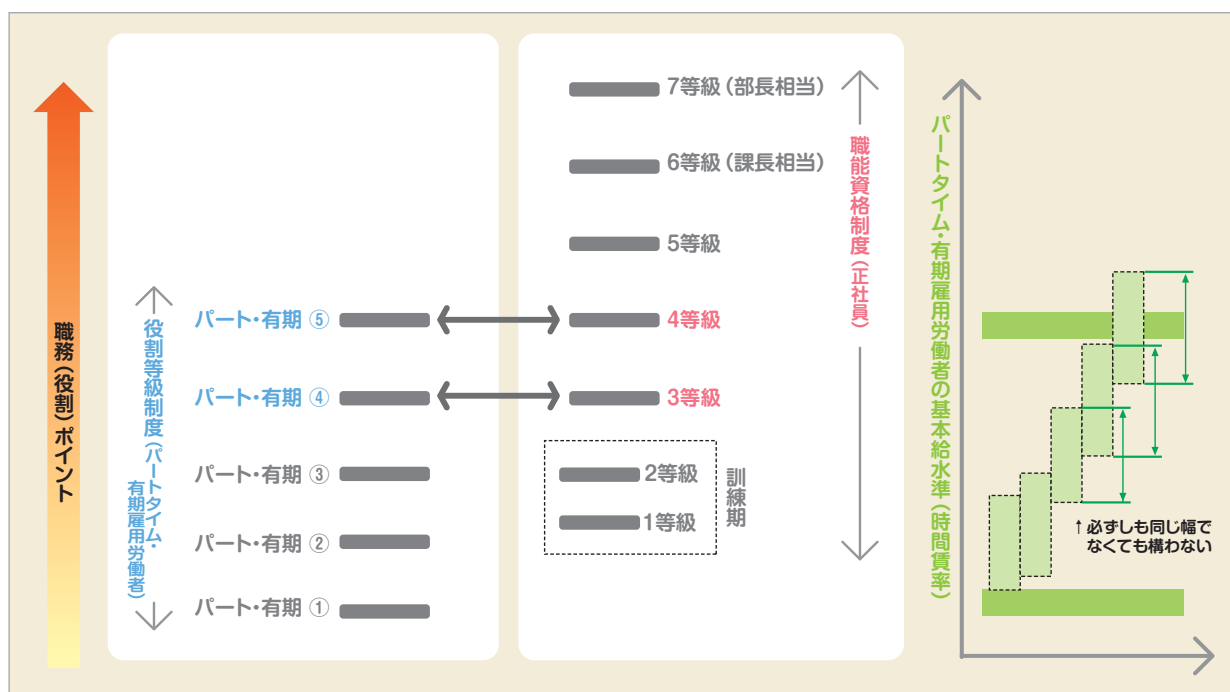 職務(役割)ポイント
役割等級制度(パートタイム・
有期雇用労働者)
パート・有期 ⑤
パート・有期 ④
パート・有期 ③
パート・有期 ②
パート・有期 ①
7等級(部長相当)
6等級(課長相当)
5等級
4等級
3等級
2等級
1等級
訓練期
職能資格制度(正社員)
パートタイム・有期雇用労働者の基本給水準(時間賃率)
↑必ずしも同じ幅で
なくても構わない